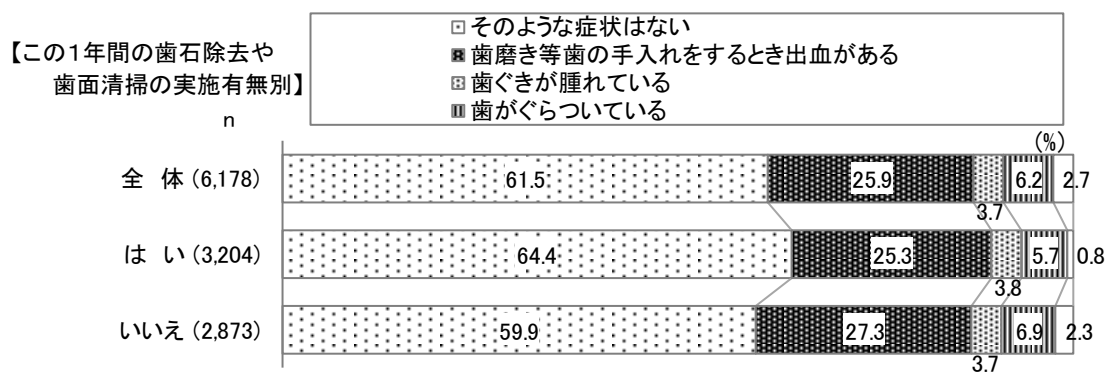 【この１年間の歯石除去や
歯面清掃の実施有無別】
n
そのような症状はない
歯磨き等歯の手入れをするとき出血がある
歯ぐきが腫れている
歯がぐらついている
(%)
全 体 (6,178) 61.5 25.9 3.7 6.2 2.7
は い (3,204) 64.4 25.3 3.8 5.7 0.8
いいえ (2,873) 59.9 27.3 3.7 6.9 2.3